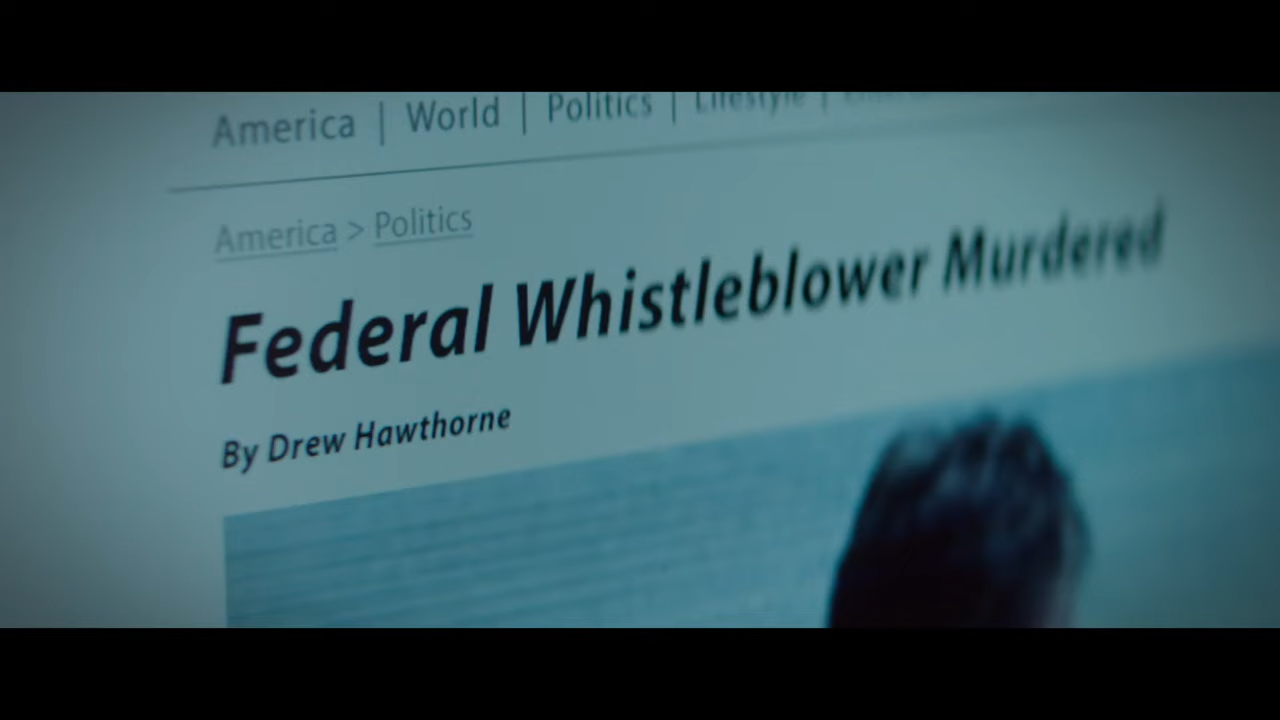 America | World | Politics | Lifestyle |
America > Politics
Federal Whistleblower Murdered
By Drew Hawthorne